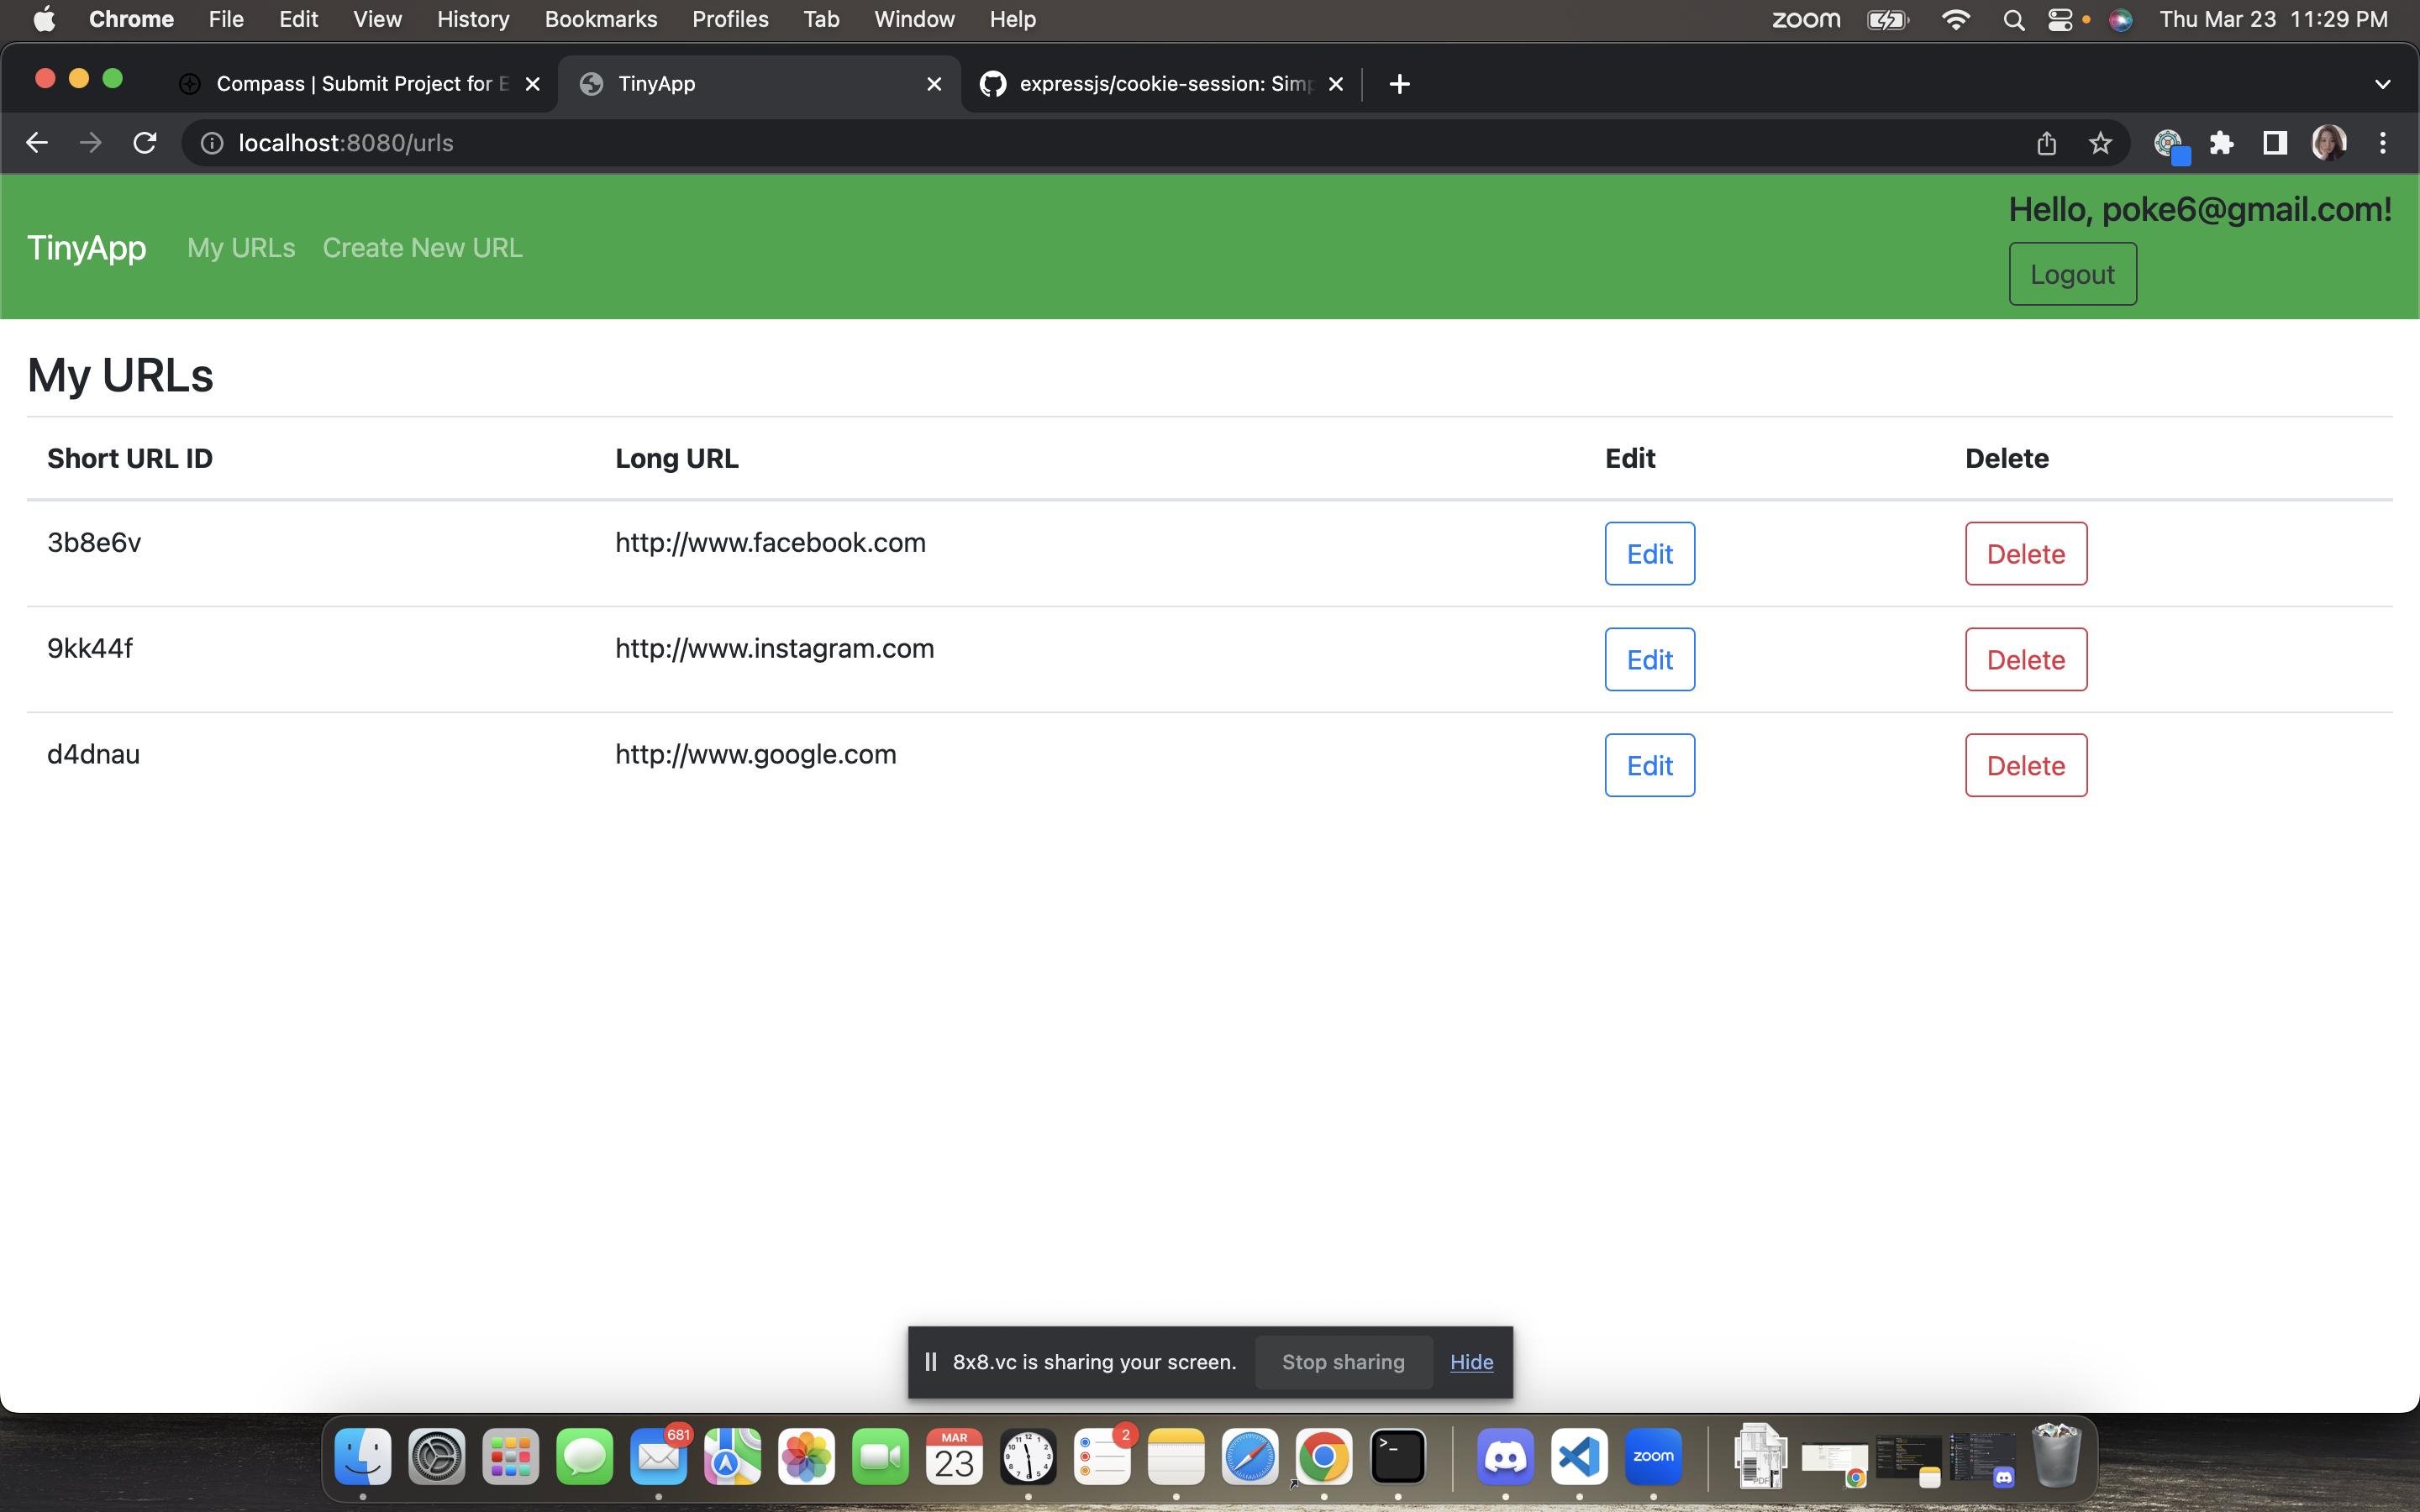 Chrome File Edit View History Bookmarks Profiles Tab Window Help zoom Thu Mar 23 11:29 PM
Compass | Submit Project for E TinyApp expressjs/cookie-session: Simp
localhost:8080/urls
Hello, poke6@gmail.com!
TinyApp My URLs Create New URL
Logout
My URLs
Short URL ID Long URL Edit Delete
3b8e6v http://www.facebook.com Edit Delete
9kk44f http://www.instagram.com Edit Delete
d4dnau http://www.google.com Edit Delete
8x8.vc is sharing your screen. Stop sharing Hide
681 MAR 23 2 >_ zoom PDF